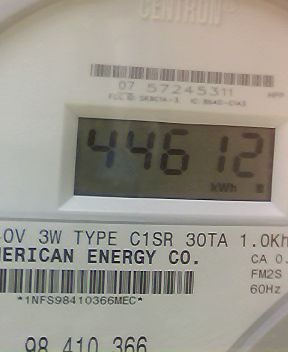 CENTRON
07 57245311
44612
kWh
0V 3W TYPE C1SR 30TA 1.0Kh
ERICAN ENERGY CO.
CA 0.
FM2S
*1NFS98410366MEC*
60Hz
98 410 366